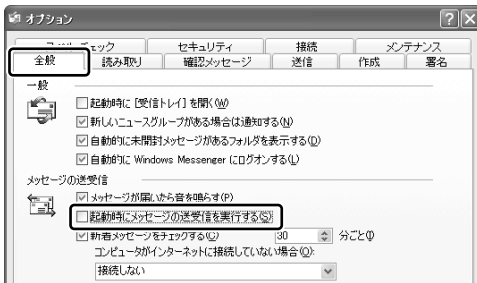 オプション
スペルチェック セキュリティ 接続 メンテナンス
全般 読み取り 確認メッセージ 送信 作成 署名
一般
起動時に [受信トレイ] を開く(W)
新しいニュースグループがある場合は通知する(N)
自動的に未開封メッセージがあるフォルダを表示する(D)
自動的に Windows Messenger にログオンする(L)
メッセージの送受信
メッセージが届いたら音を鳴らす(P)
起動時にメッセージの送受信を実行する(S)
新着メッセージをチェックする(C) 30 分ごと(I)
コンピュータがインターネットに接続していない場合(O):
接続しない